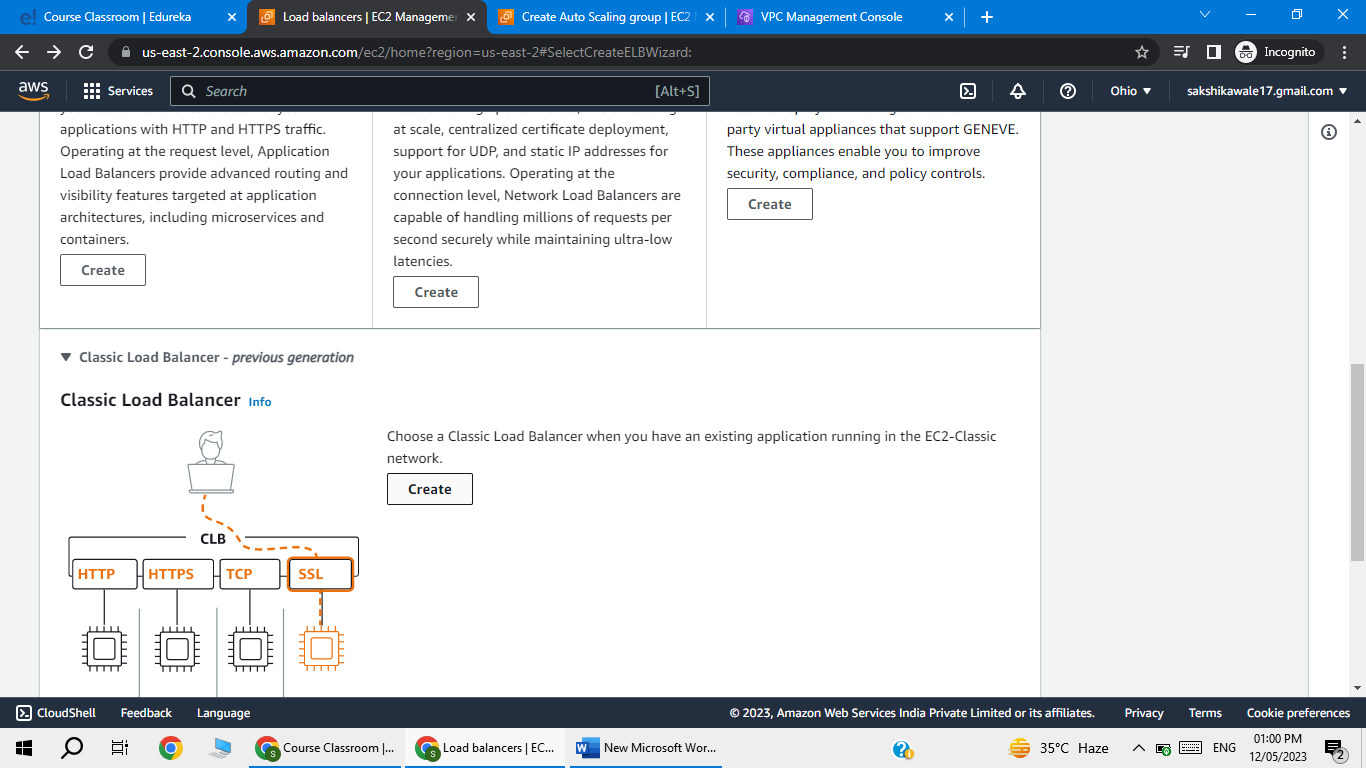 Course Classroom | Edureka
Load balancers | EC2 Managemen
Create Auto Scaling group | EC2
VPC Management Console
us-east-2.console.aws.amazon.com/ec2/home?region=us-east-2#SelectCreateELBWizard:
Incognito
aws
Services
Search
[Alt+S]
Ohio
sakshikawale17.gmail.com
applications with HTTP and HTTPS traffic.
Operating at the request level, Application
Load Balancers provide advanced routing and
visibility features targeted at application
architectures, including microservices and
containers.
Create
at scale, centralized certificate deployment,
support for UDP, and static IP addresses for
your applications. Operating at the
connection level, Network Load Balancers are
capable of handling millions of requests per
second securely while maintaining ultra-low
latencies.
Create
party virtual appliances that support GENEVE.
These appliances enable you to improve
security, compliance, and policy controls.
Create
Classic Load Balancer - previous generation
Classic Load Balancer Info
Choose a Classic Load Balancer when you have an existing application running in the EC2-Classic
network.
Create
CLB
HTTP
HTTPS
TCP
SSL
CloudShell
Feedback
Language
© 2023, Amazon Web Services India Private Limited or its affiliates.
Privacy
Terms
Cookie preferences
Course Classroom |...
Load balancers | EC...
New Microsoft Wor...
35°C Haze
ENG
01:00 PM
12/05/2023
2